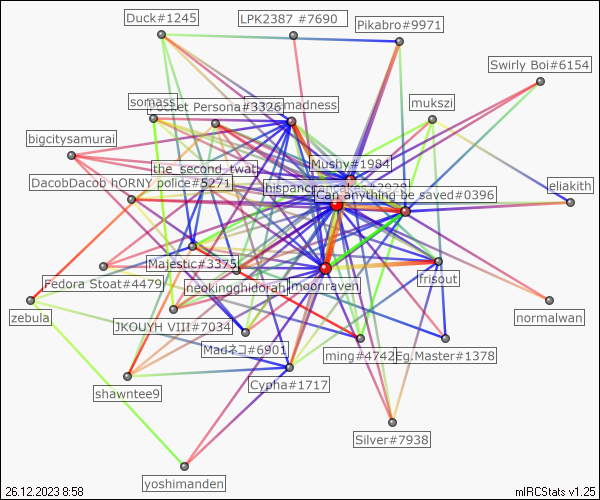 Duck#1245
LPK2387 #7690
Pikabro#9971
Swirly Boi#6154
somass
Pocket Persona#3326
madness
mukszi
bigcitysamurai
the_second_twat
Mushy#1984
DacobDacob hORNY police#5271
hispancpancakes#3928
Can anything be saved#0396
eliakith
Majestic#3375
Fedora Stoat#4479
neokingghidorah
moonraven
frisout
zebula
JKOUYH VIII#7034
normalwan
Madネコ#6901
ming#4742
Eg.Master#1378
shawntee9
Cypha#1717
Silver#7938
yoshimanden
26.12.2023 8:58
mIRCStats v1.25